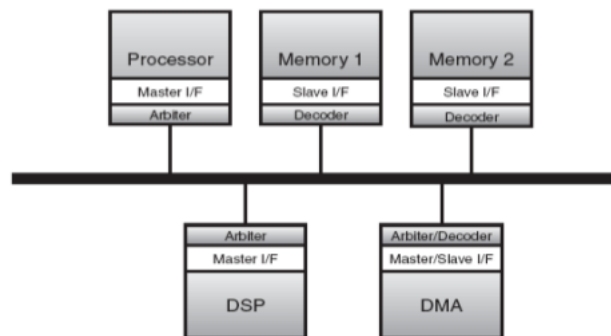 Processor
Master I/F
Arbiter
Memory 1
Slave I/F
Decoder
Memory 2
Slave I/F
Decoder
Arbiter
Master I/F
DSP
Arbiter/Decoder
Master/Slave I/F
DMA